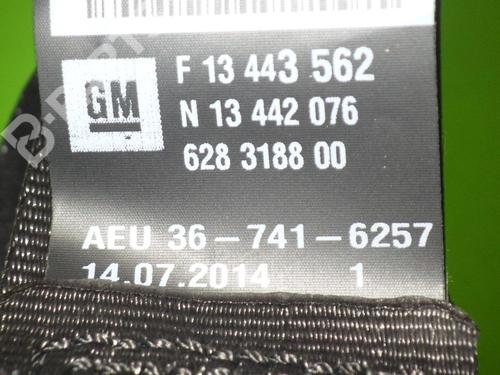 GM
F 13 443 562
N 13 442 076
628 3188 00
AEU 36-741-6257
14.07.2014 1